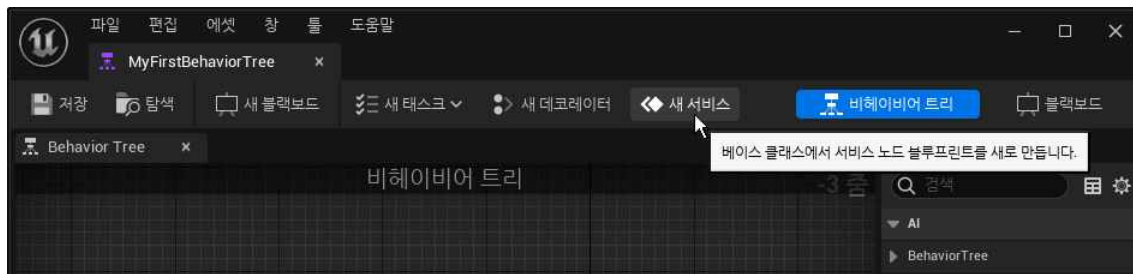 파일 편집 에셋 창 툴 도움말
MyFirstBehaviorTree
저장 탐색 새 블랙보드 새 태스크 새 데코레이터 새 서비스 비헤이비어 트리 블랙보드
Behavior Tree
베이스 클래스에서 서비스 노드 블루프린트를 새로 만듭니다.
비헤이비어 트리 -3 줌
검색
AI
BehaviorTree